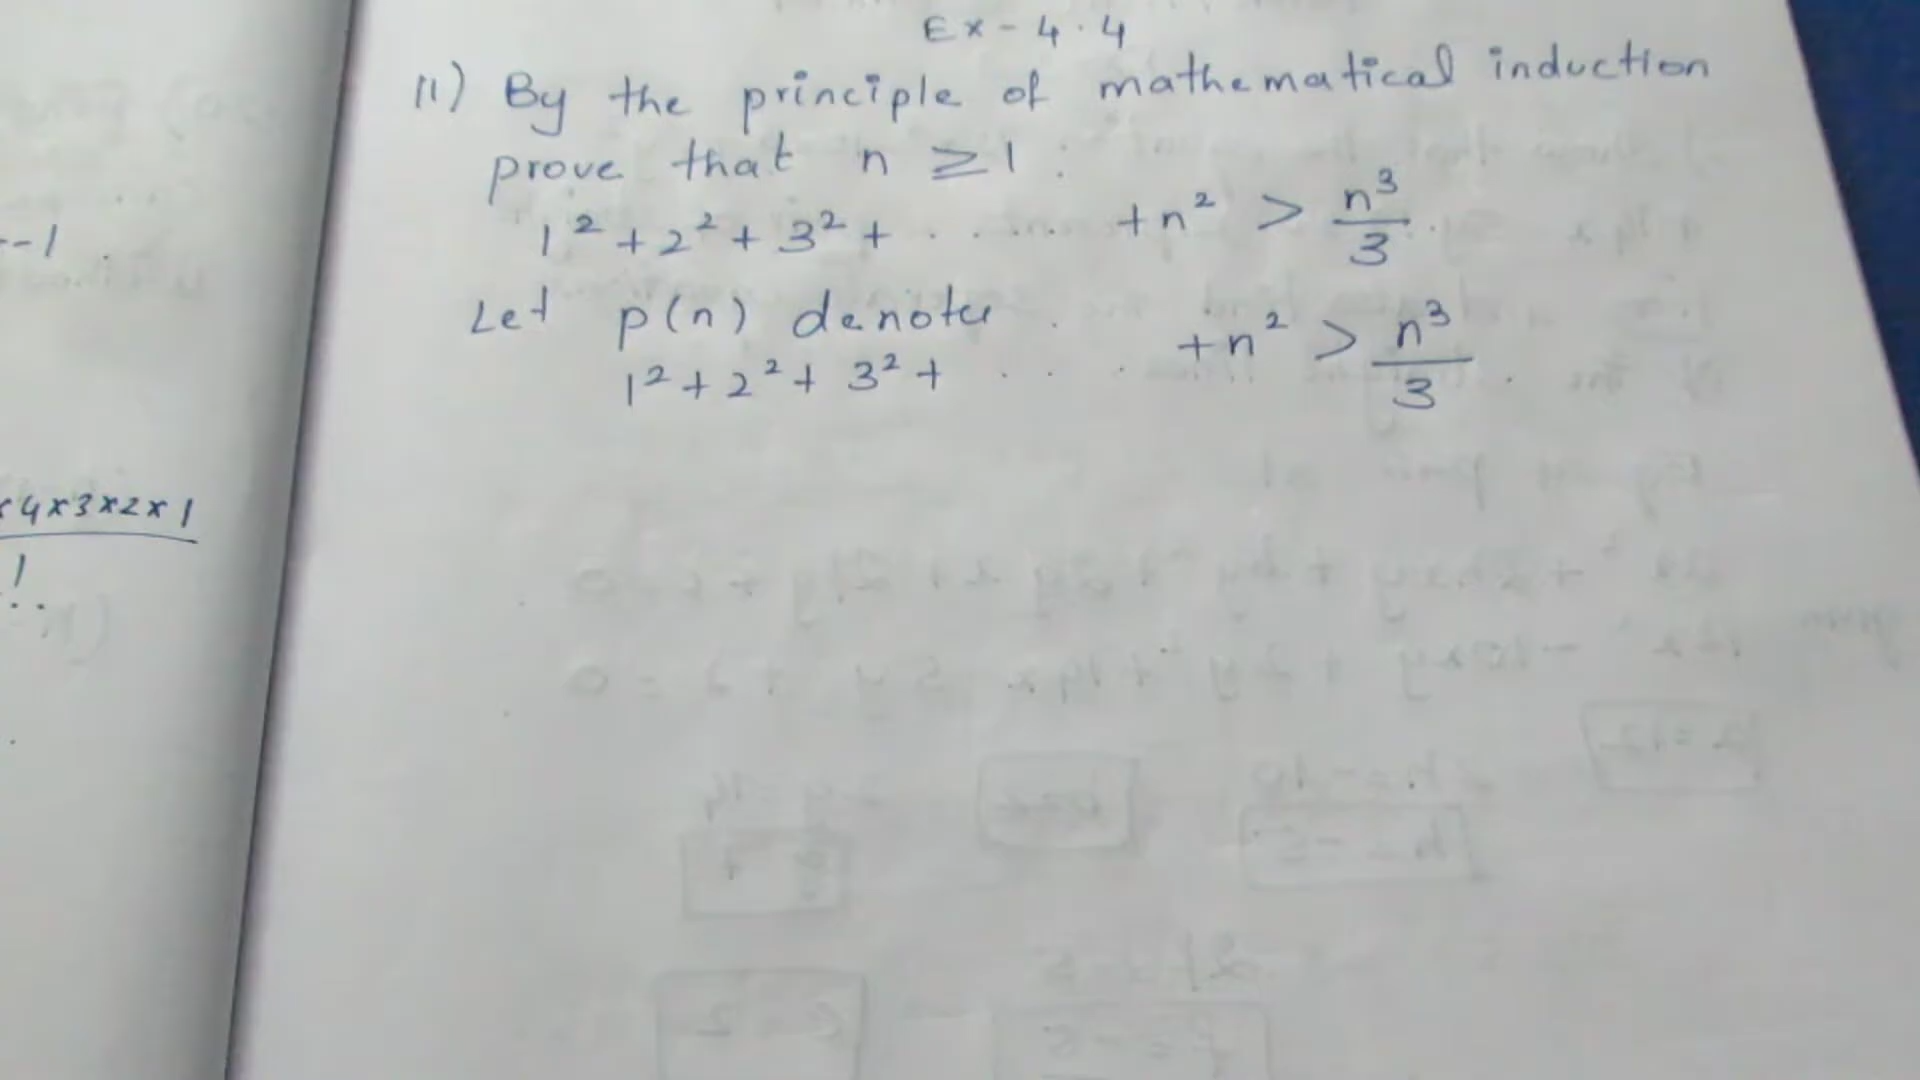 --1
×4×3×2×1
1
Ex - 4.4
11) By the principle of mathematical induction
prove that n ≥ 1 :
1² + 2² + 3² + . . . . . . +n² > n³/3.
Let p(n) denote
1² + 2² + 3² + . . . . +n² > n³/3.